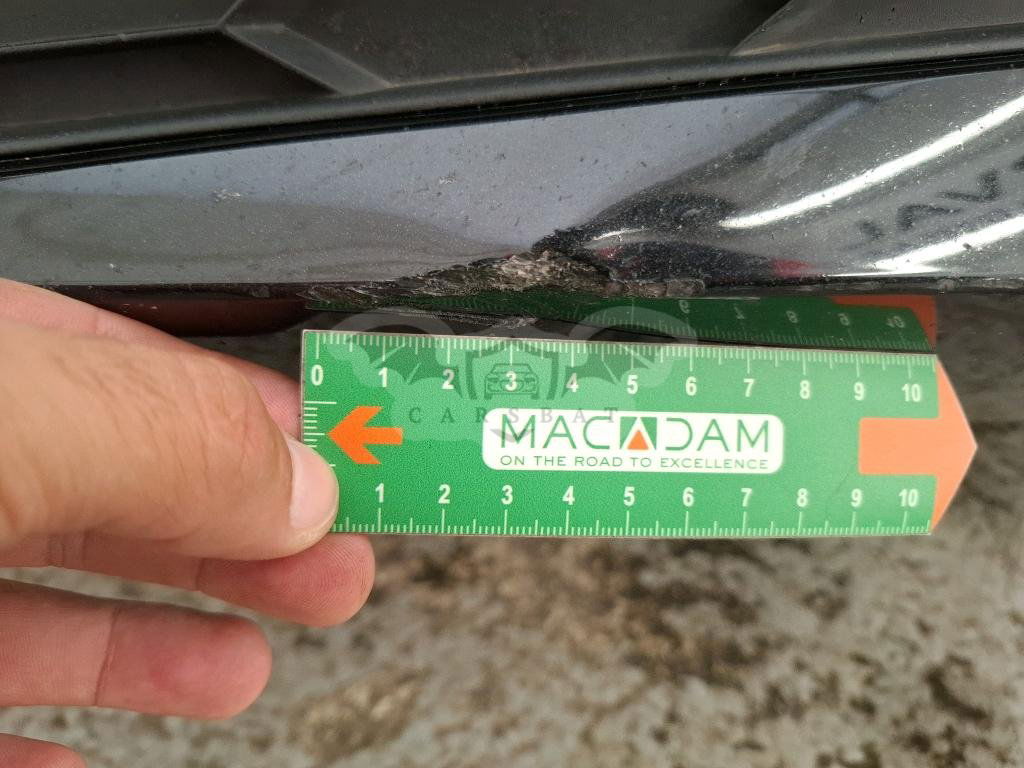 0 1 2 3 4 5 6 7 8 9 10
CARSBAT
MACADAM
ON THE ROAD TO EXCELLENCE
1 2 3 4 5 6 7 8 9 10